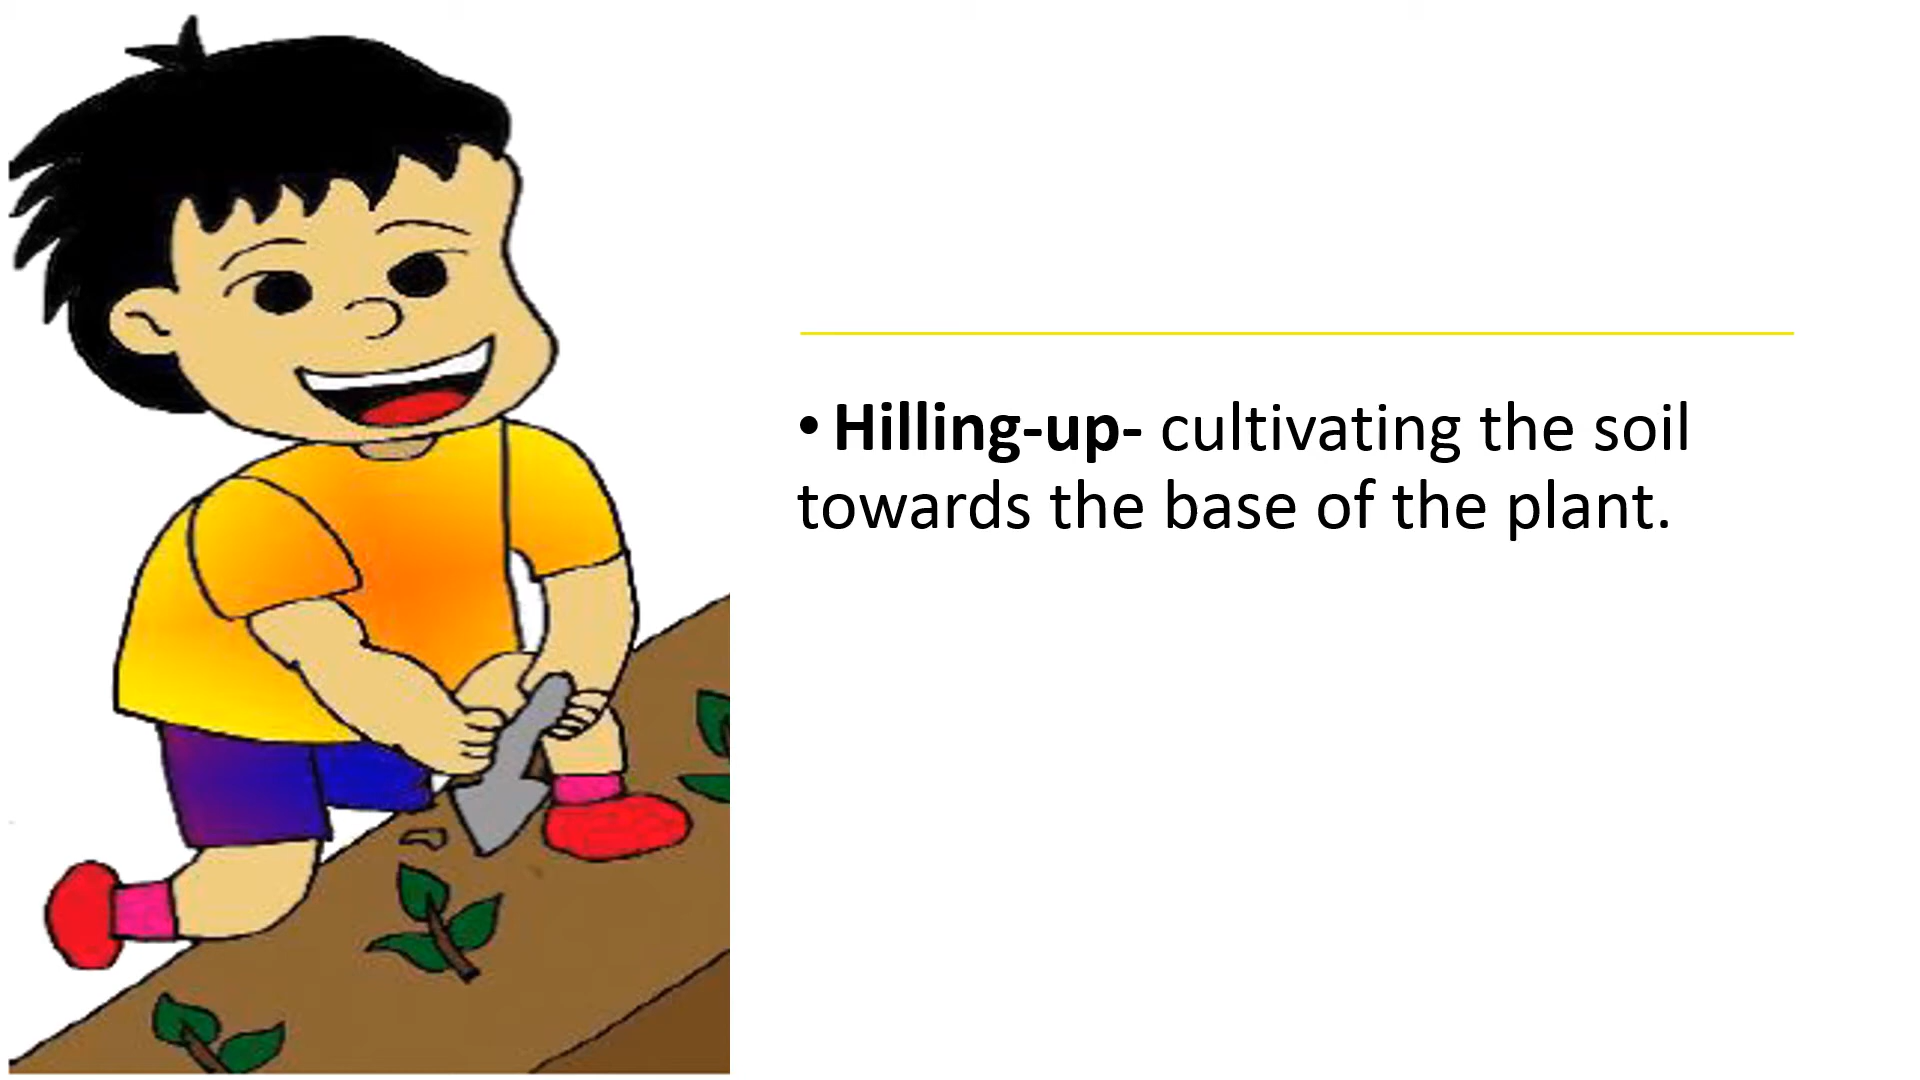 • Hilling-up- cultivating the soil
towards the base of the plant.